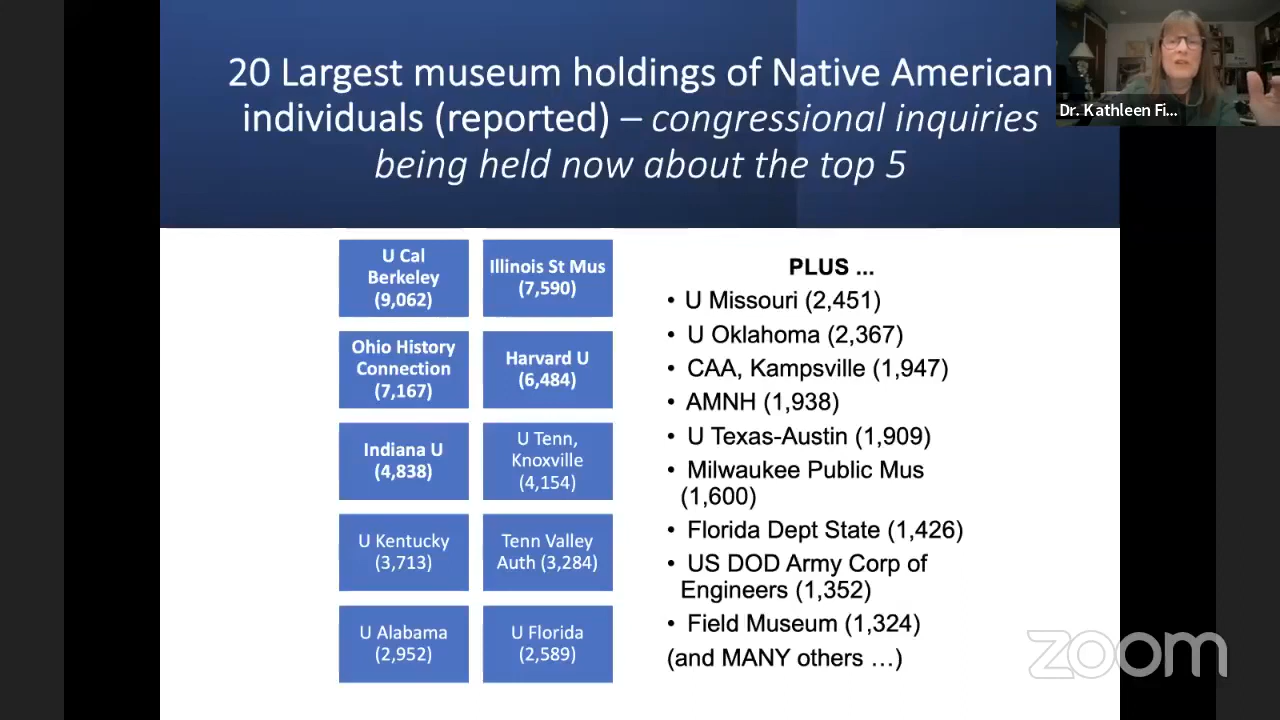 20 Largest museum holdings of Native American
individuals (reported) – congressional inquiries
being held now about the top 5
Dr. Kathleen Fi...
U Cal
Berkeley
(9,062)
Illinois St Mus
(7,590)
Ohio History
Connection
(7,167)
Harvard U
(6,484)
Indiana U
(4,838)
U Tenn,
Knoxville
(4,154)
U Kentucky
(3,713)
Tenn Valley
Auth (3,284)
U Alabama
(2,952)
U Florida
(2,589)
PLUS ...
• U Missouri (2,451)
• U Oklahoma (2,367)
• CAA, Kampsville (1,947)
• AMNH (1,938)
• U Texas-Austin (1,909)
• Milwaukee Public Mus
(1,600)
• Florida Dept State (1,426)
• US DOD Army Corp of
Engineers (1,352)
• Field Museum (1,324)
(and MANY others …)
zoom